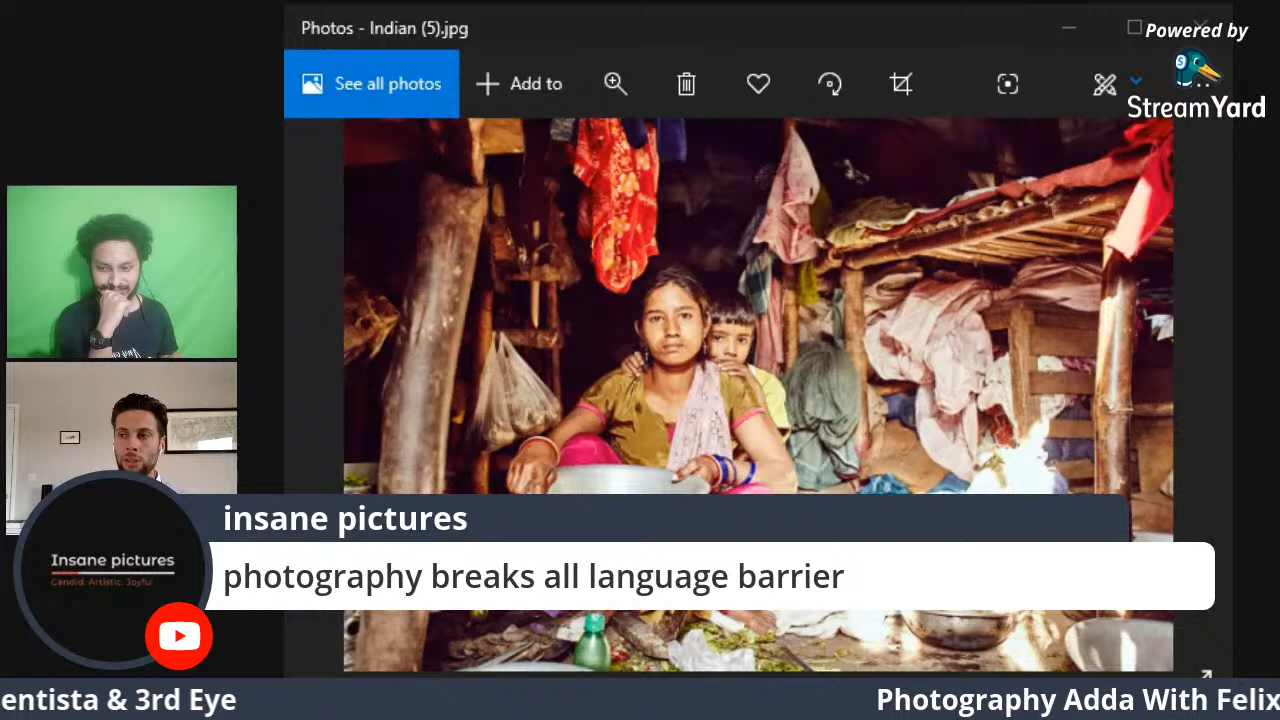 Photos - Indian (5).jpg
Powered by
See all photos
Add to
StreamYard
insane pictures
Insane pictures
Candid. Artistic. Joyful
photography breaks all language barrier
entista & 3rd Eye
Photography Adda With Felix